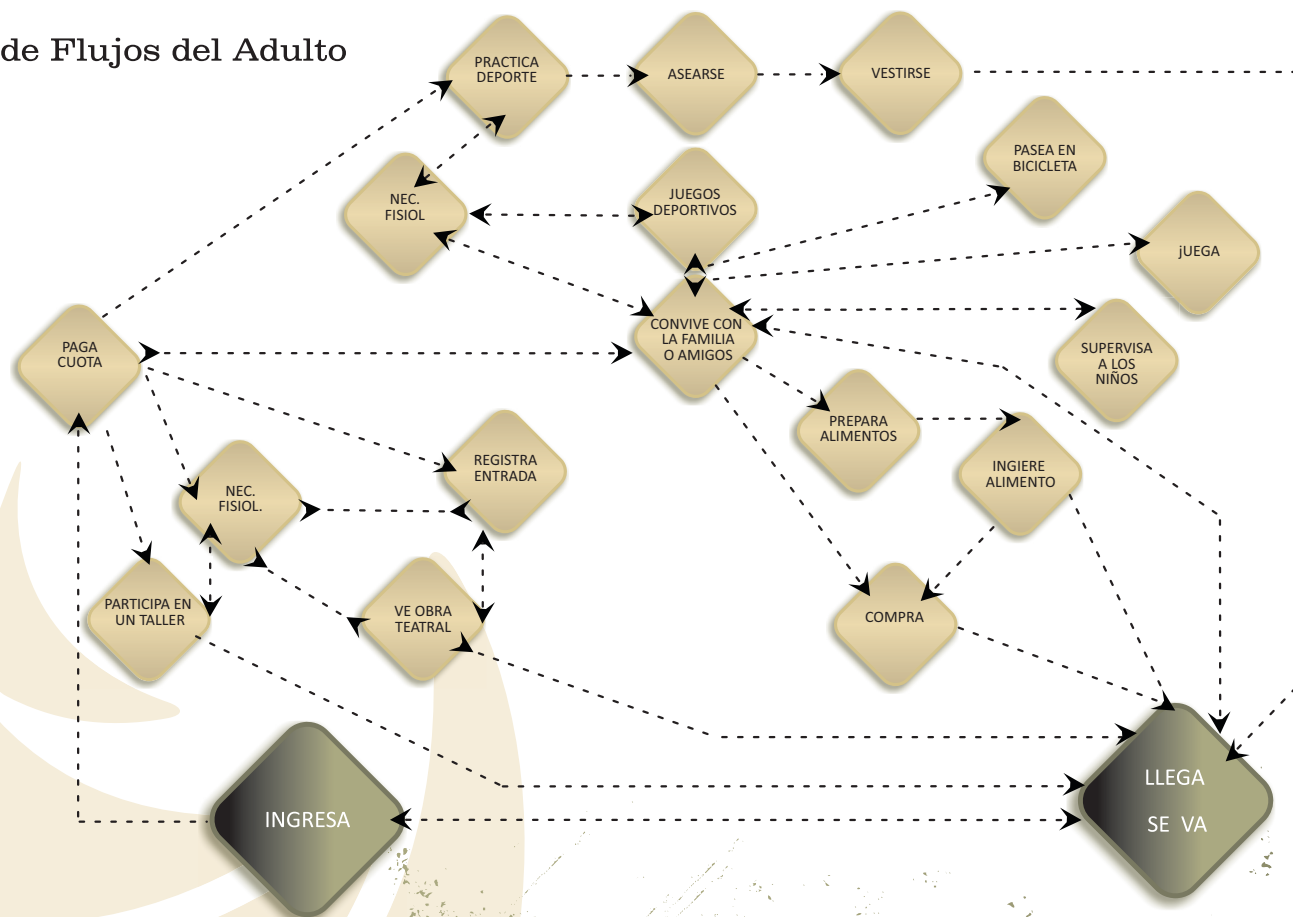 de Flujos del Adulto
PRACTICA
DEPORTE
ASEARSE
VESTIRSE
PASEA EN
BICICLETA
NEC.
FISIOL
JUEGOS
DEPORTIVOS
jUEGA
CONVIVE CON
LA FAMILIA
O AMIGOS
PAGA
CUOTA
SUPERVISA
A LOS
NIÑOS
PREPARA
ALIMENTOS
REGISTRA
ENTRADA
INGIERE
ALIMENTO
NEC.
FISIOL.
PARTICIPA EN
UN TALLER
VE OBRA
TEATRAL
COMPRA
INGRESA
LLEGA
SE VA